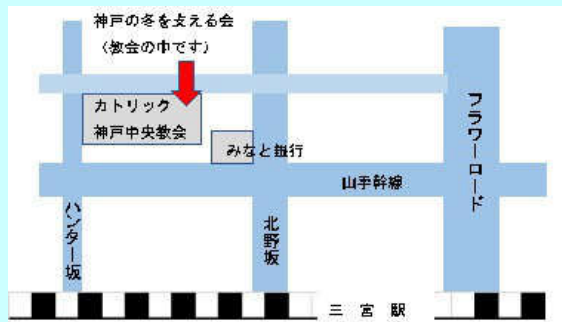 神戸の冬を支える会
（教会の中です）
カトリック
神戸中央教会
みなと銀行
山手幹線
フラワーロード
ハンター坂
北野坂
三宮駅